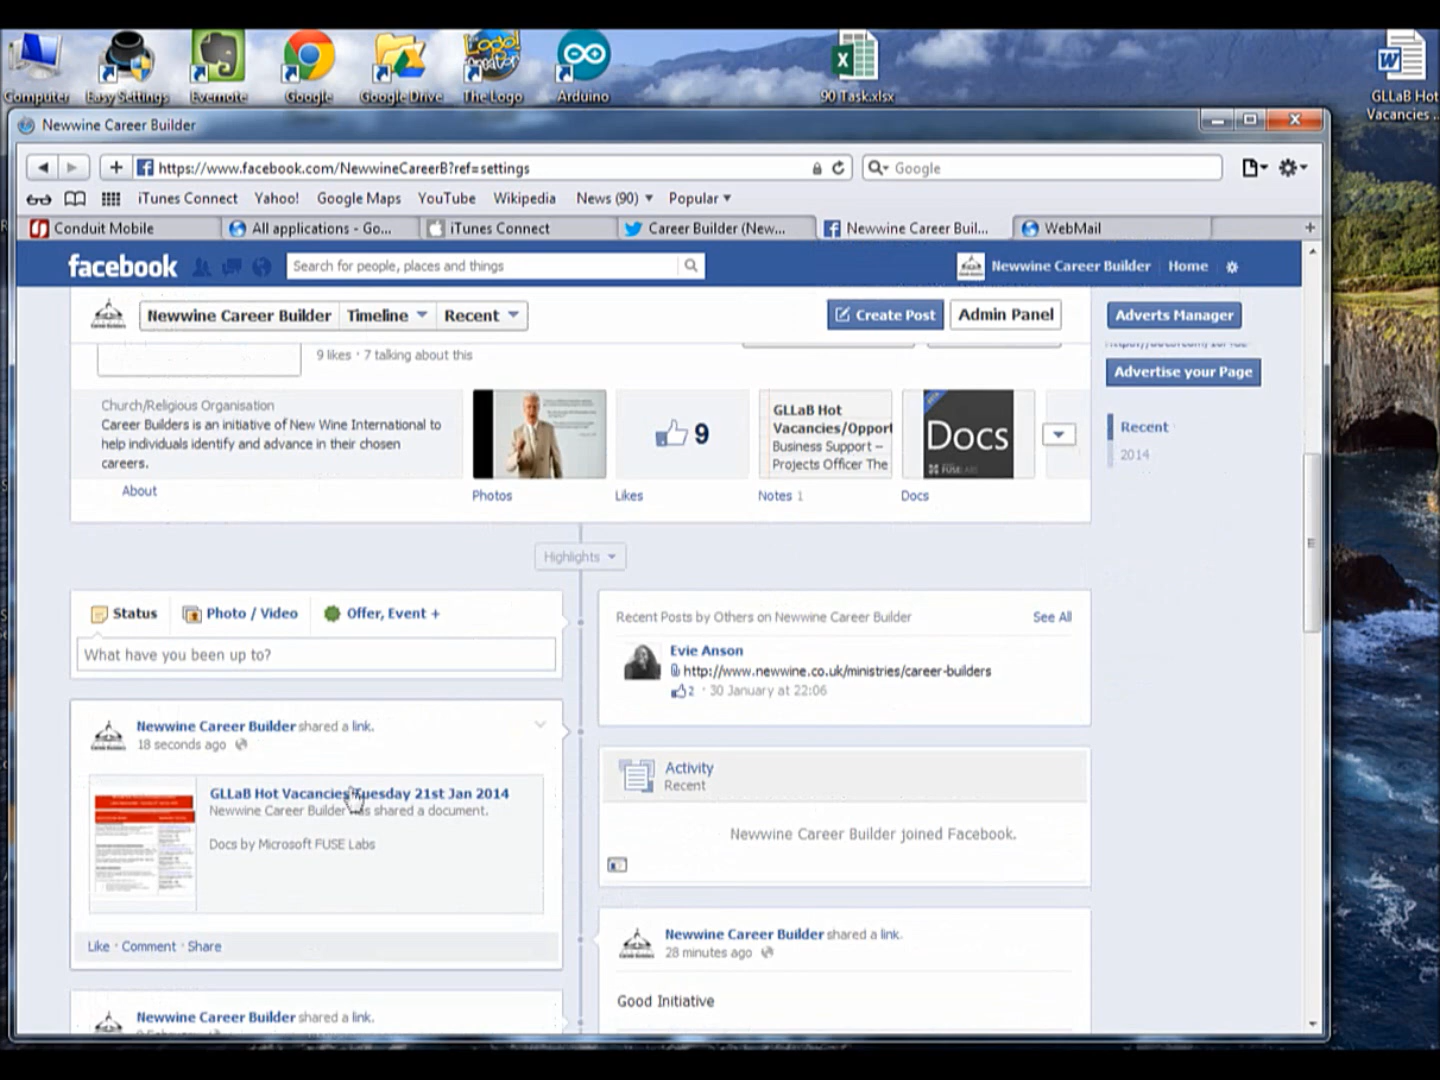 Computer
Easy Settings
Evernote
Google
Google Drive
The Logo
Arduino
90 Task.xlsx
GLLaB Hot
Vacancies ...
Newwine Career Builder
https://www.facebook.com/NewwineCareerB?ref=settings
Google
iTunes Connect
Yahoo!
Google Maps
YouTube
Wikipedia
News (90)
Popular
Conduit Mobile
All applications - Go...
iTunes Connect
Career Builder (New...
Newwine Career Buil...
WebMail
facebook
Search for people, places and things
Newwine Career Builder
Home
Newwine Career Builder
Timeline
Recent
Create Post
Admin Panel
Adverts Manager
9 likes · 7 talking about this
Advertise your Page
Church/Religious Organisation
Career Builders is an initiative of New Wine International to
help individuals identify and advance in their chosen
careers.
About
Photos
9
Likes
GLLaB Hot
Vacancies/Opport
Business Support –
Projects Officer The
Notes 1
Docs
Docs
Recent
2014
Highlights
Status
Photo / Video
Offer, Event +
What have you been up to?
Recent Posts by Others on Newwine Career Builder
See All
Evie Anson
http://www.newwine.co.uk/ministries/career-builders
2 · 30 January at 22:06
Newwine Career Builder shared a link.
18 seconds ago
GLLaB Hot Vacancies Tuesday 21st Jan 2014
Newwine Career Builder has shared a document.
Docs by Microsoft FUSE Labs
Like · Comment · Share
Activity
Recent
Newwine Career Builder joined Facebook.
Newwine Career Builder shared a link.
28 minutes ago
Good Initiative
Newwine Career Builder shared a link.